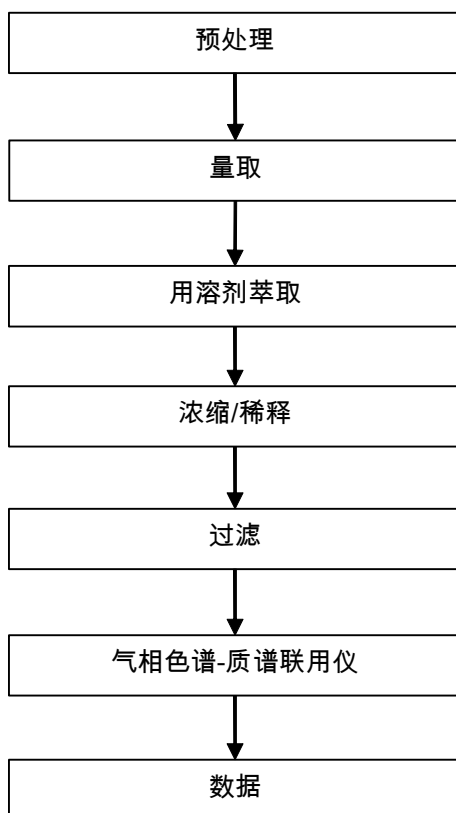 预处理
量取
用溶剂萃取
浓缩/稀释
过滤
气相色谱-质谱联用仪
数据